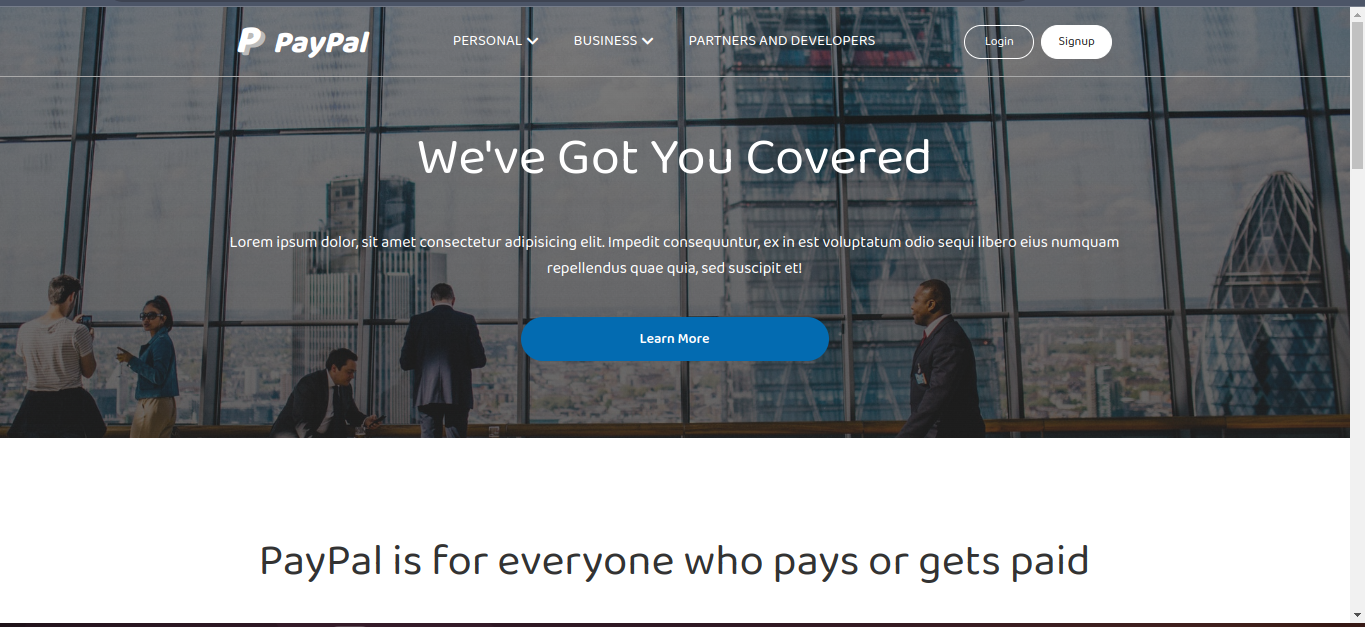 PayPal PERSONAL BUSINESS PARTNERS AND DEVELOPERS Login Signup
We've Got You Covered
Lorem ipsum dolor, sit amet consectetur adipisicing elit. Impedit consequuntur, ex in est voluptatum odio sequi libero eius numquam
repellendus quae quia, sed suscipit et!
Learn More
PayPal is for everyone who pays or gets paid